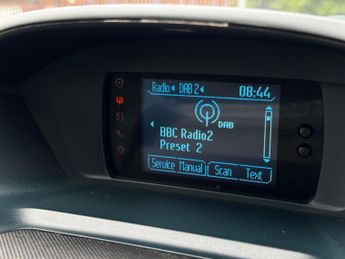 Radio DAB 2 08:44
DAB
BBC Radio2
Preset 2
Service Manual Scan Text